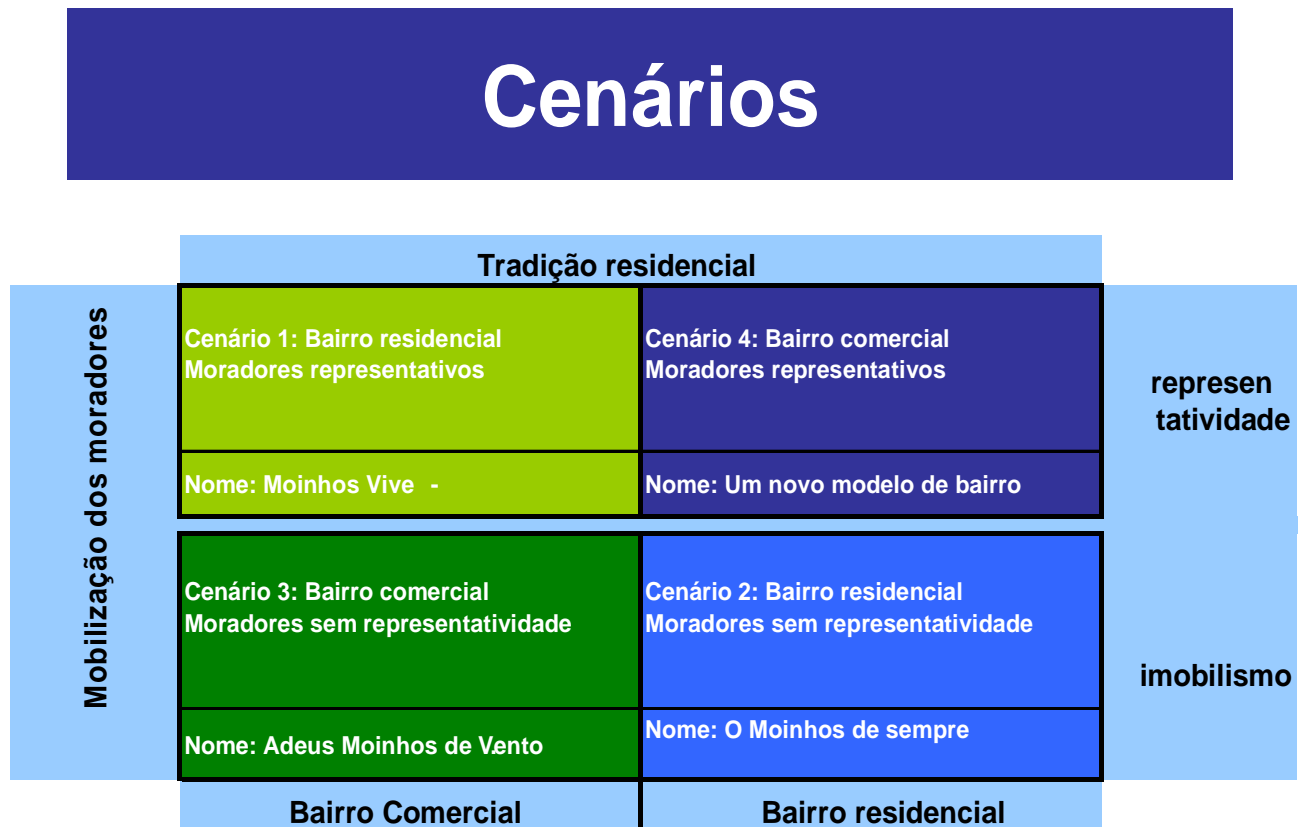 Cenários
Tradição residencial
Mobilização dos moradores
Cenário 1: Bairro residencial
Moradores representativos
Nome: Moinhos Vive -
Cenário 4: Bairro comercial
Moradores representativos
Nome: Um novo modelo de bairro
represen
tatividade
Cenário 3: Bairro comercial
Moradores sem representatividade
Nome: Adeus Moinhos de V.ento
Cenário 2: Bairro residencial
Moradores sem representatividade
Nome: O Moinhos de sempre
imobilismo
Bairro Comercial
Bairro residencial